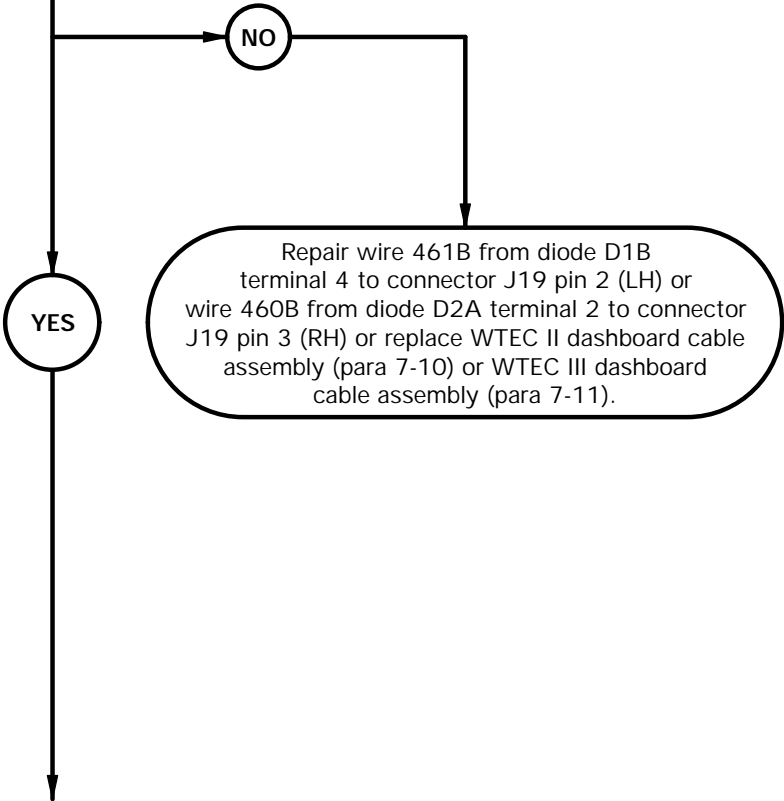 NO
Repair wire 461B from diode D1B
terminal 4 to connector J19 pin 2 (LH) or
wire 460B from diode D2A terminal 2 to connector
J19 pin 3 (RH) or replace WTEC II dashboard cable
assembly (para 7-10) or WTEC III dashboard
cable assembly (para 7-11).
YES